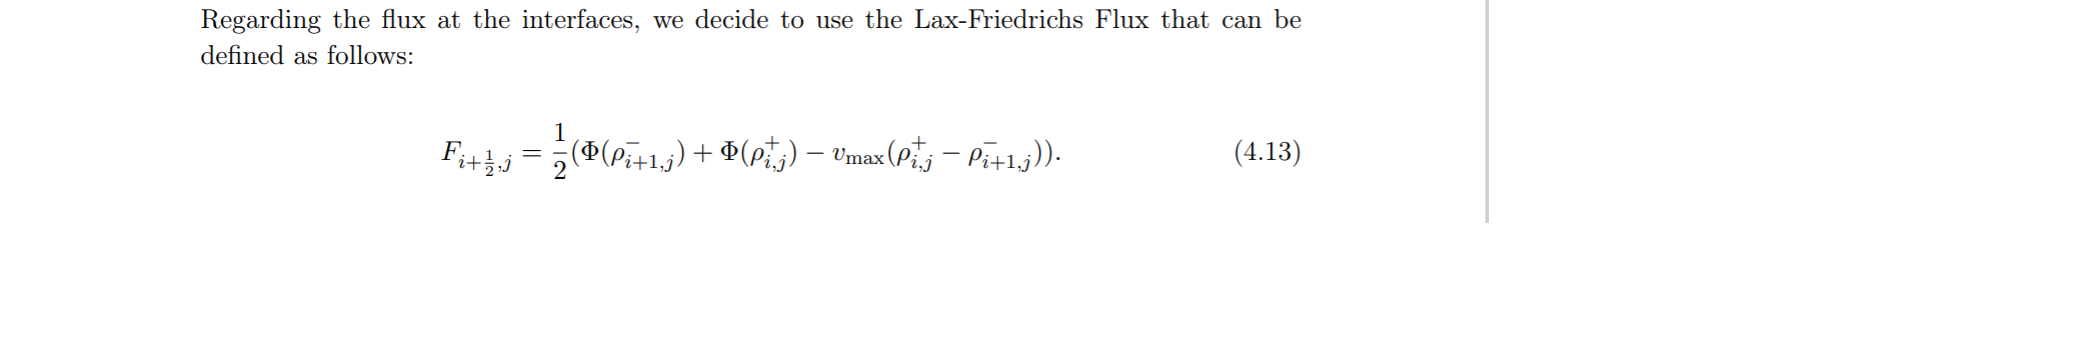 Regarding the flux at the interfaces, we decide to use the Lax-Friedrichs Flux that can be
defined as follows:
$F_{i+\frac{1}{2},j} = \frac{1}{2}(\Phi(\rho^{-}_{i+1,j}) + \Phi(\rho^{+}_{i,j}) - v_{\max}(\rho^{+}_{i,j} - \rho^{-}_{i+1,j})).$ (4.13)